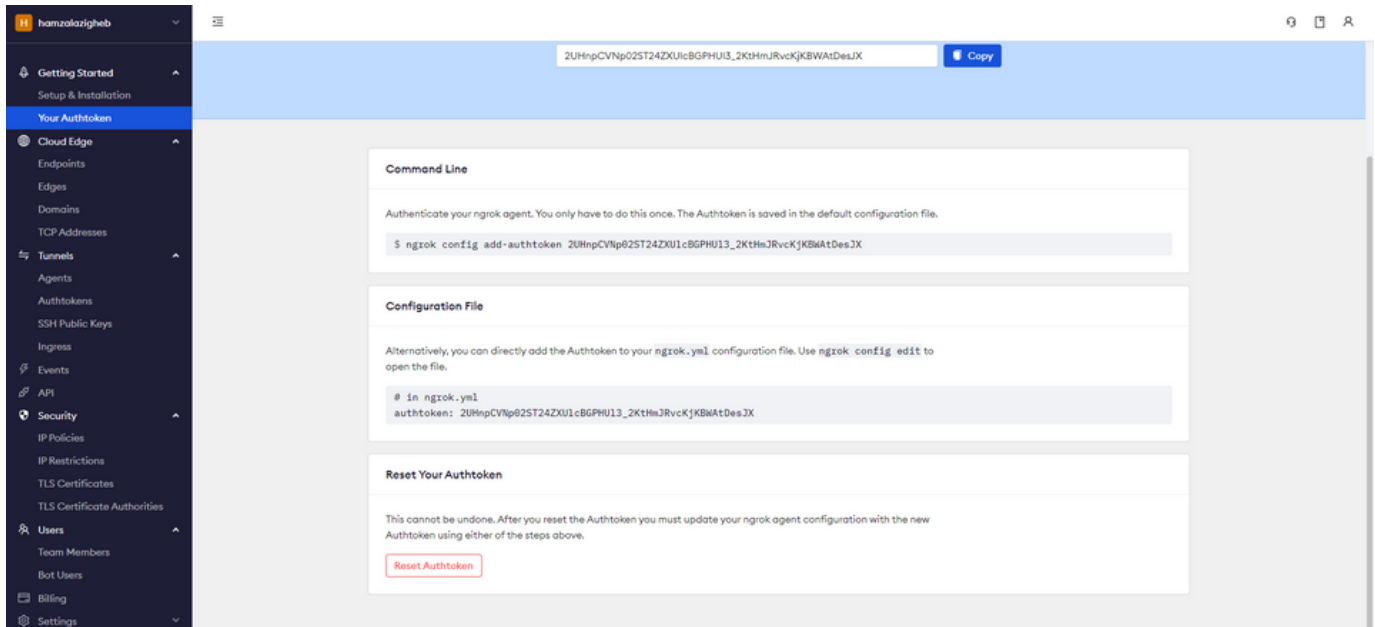 H hamzalazigheb
Copy
Getting Started
Setup & Installation
Your Authtoken
Cloud Edge
Endpoints
Edges
Domains
TCP Addresses
Tunnels
Agents
Authtokens
SSH Public Keys
Ingress
Events
API
Security
IP Policies
IP Restrictions
TLS Certificates
TLS Certificate Authorities
Users
Team Members
Bot Users
Billing
Settings
Command Line
Authenticate your ngrok agent. You only have to do this once. The Authtoken is saved in the default configuration file.
$ ngrok config add-authtoken
Configuration File
Alternatively, you can directly add the Authtoken to your ngrok.yml configuration file. Use ngrok config edit to
open the file.
# in ngrok.yml
authtoken:
Reset Your Authtoken
This cannot be undone. After you reset the Authtoken you must update your ngrok agent configuration with the new
Authtoken using either of the steps above.
Reset Authtoken